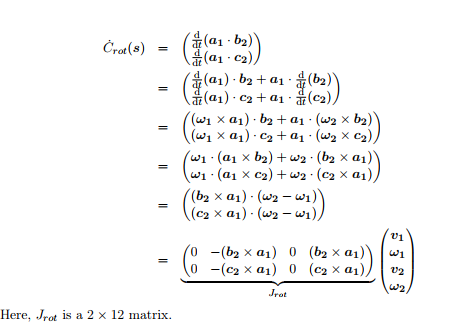 Ċ_rot(s) = ( d/dt(a₁ · b₂) )
( d/dt(a₁ · c₂) )
= ( d/dt(a₁) · b₂ + a₁ · d/dt(b₂) )
( d/dt(a₁) · c₂ + a₁ · d/dt(c₂) )
= ( (ω₁ × a₁) · b₂ + a₁ · (ω₂ × b₂) )
( (ω₁ × a₁) · c₂ + a₁ · (ω₂ × c₂) )
= ( ω₁ · (a₁ × b₂) + ω₂ · (b₂ × a₁) )
( ω₁ · (a₁ × c₂) + ω₂ · (c₂ × a₁) )
= ( (b₂ × a₁) · (ω₂ − ω₁) )
( (c₂ × a₁) · (ω₂ − ω₁) )
= ( 0 −(b₂ × a₁) 0 (b₂ × a₁) ) ( v₁ )
( 0 −(c₂ × a₁) 0 (c₂ × a₁) ) ( ω₁ )
( v₂ )
( ω₂ )
J_rot
Here, J_rot is a 2 × 12 matrix.